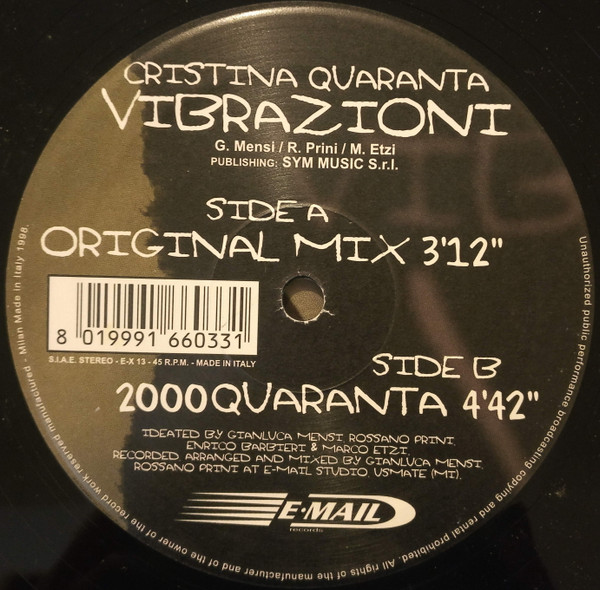 CRISTINA QUARANTA
VIBRAZIONI
G. Mensi / R. Prini / M. Etzi
PUBLISHING: SYM MUSIC S.r.l.
SIDE A
ORIGINAL MIX 3'12"
8 019991 660331
S.I.A.E. STEREO - E-X 13 - 45 R.P.M. - MADE IN ITALY
SIDE B
2000QUARANTA 4'42"
IDEATED BY GIANLUCA MENSI, ROSSANO PRINI,
ENRICO BARBIERI & MARCO ETZI.
RECORDED ARRANGED AND MIXED BY GIANLUCA MENSI,
ROSSANO PRINI AT E-MAIL STUDIO, USMATE (MI).
E·MAIL
records
Unauthorized public performance broadcastung copying and rental prohibited. All rights of the manufacturer and of the owner of the record work reserved manufactured. - Milan Made in Italy 1998.